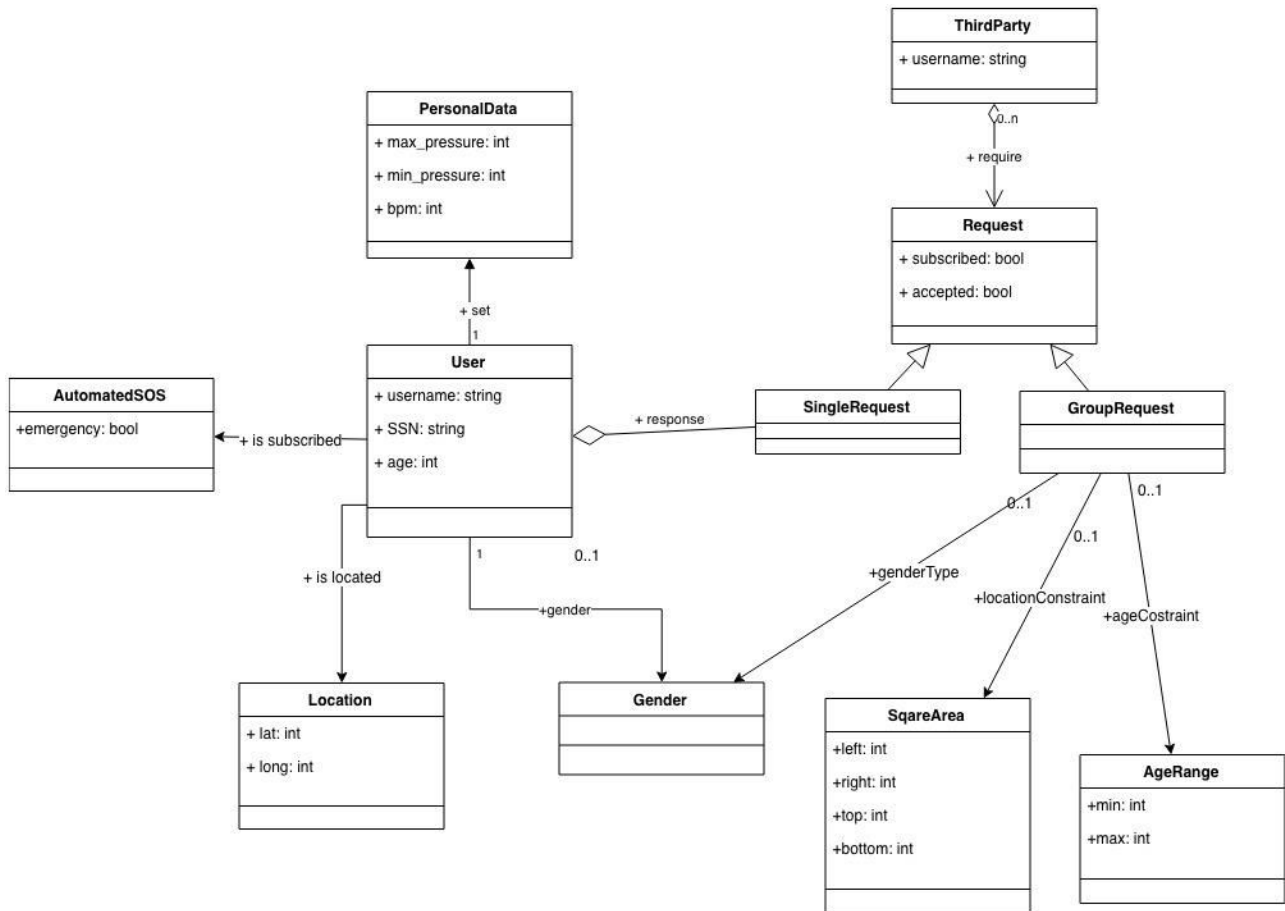 ThirdParty
+ username: string
0..n
+ require
PersonalData
+ max_pressure: int
+ min_pressure: int
+ bpm: int
Request
+ subscribed: bool
+ accepted: bool
+ set
1
User
+ username: string
+ SSN: string
+ age: int
AutomatedSOS
+emergency: bool
+ is subscribed
+ response
SingleRequest
GroupRequest
0..1
0..1
0..1
1
0..1
+ is located
+genderType
+gender
+locationConstraint
+ageCostraint
Location
+ lat: int
+ long: int
Gender
SqareArea
+left: int
+right: int
+top: int
+bottom: int
AgeRange
+min: int
+max: int